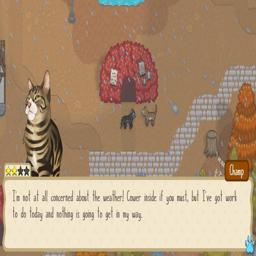 Champ
I'm not at all concerned about the weather! Cower inside if you must, but I've got work
to do today and nothing is going to get in my way.